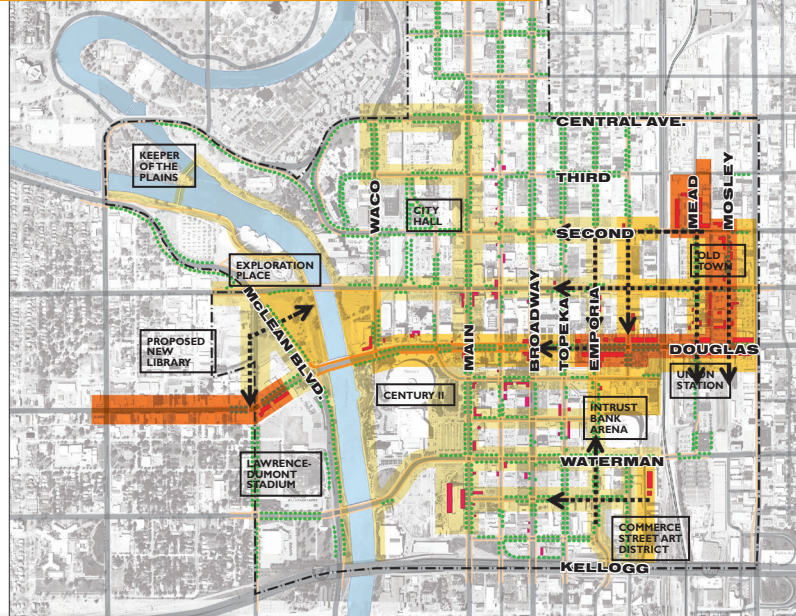 CENTRAL AVE.
KEEPER
OF THE
PLAINS
THIRD
MEAD
MOSLEY
WACO
CITY
HALL
SECOND
OLD
TOWN
EXPLORATION
PLACE
McLEAN BLVD.
BROADWAY
TOPEKA
EMPORIA
MAIN
PROPOSED
NEW
LIBRARY
DOUGLAS
UNION
STATION
CENTURY II
INTRUST
BANK
ARENA
LAWRENCE-
DUMONT
STADIUM
WATERMAN
COMMERCE
STREET ART
DISTRICT
KELLOGG